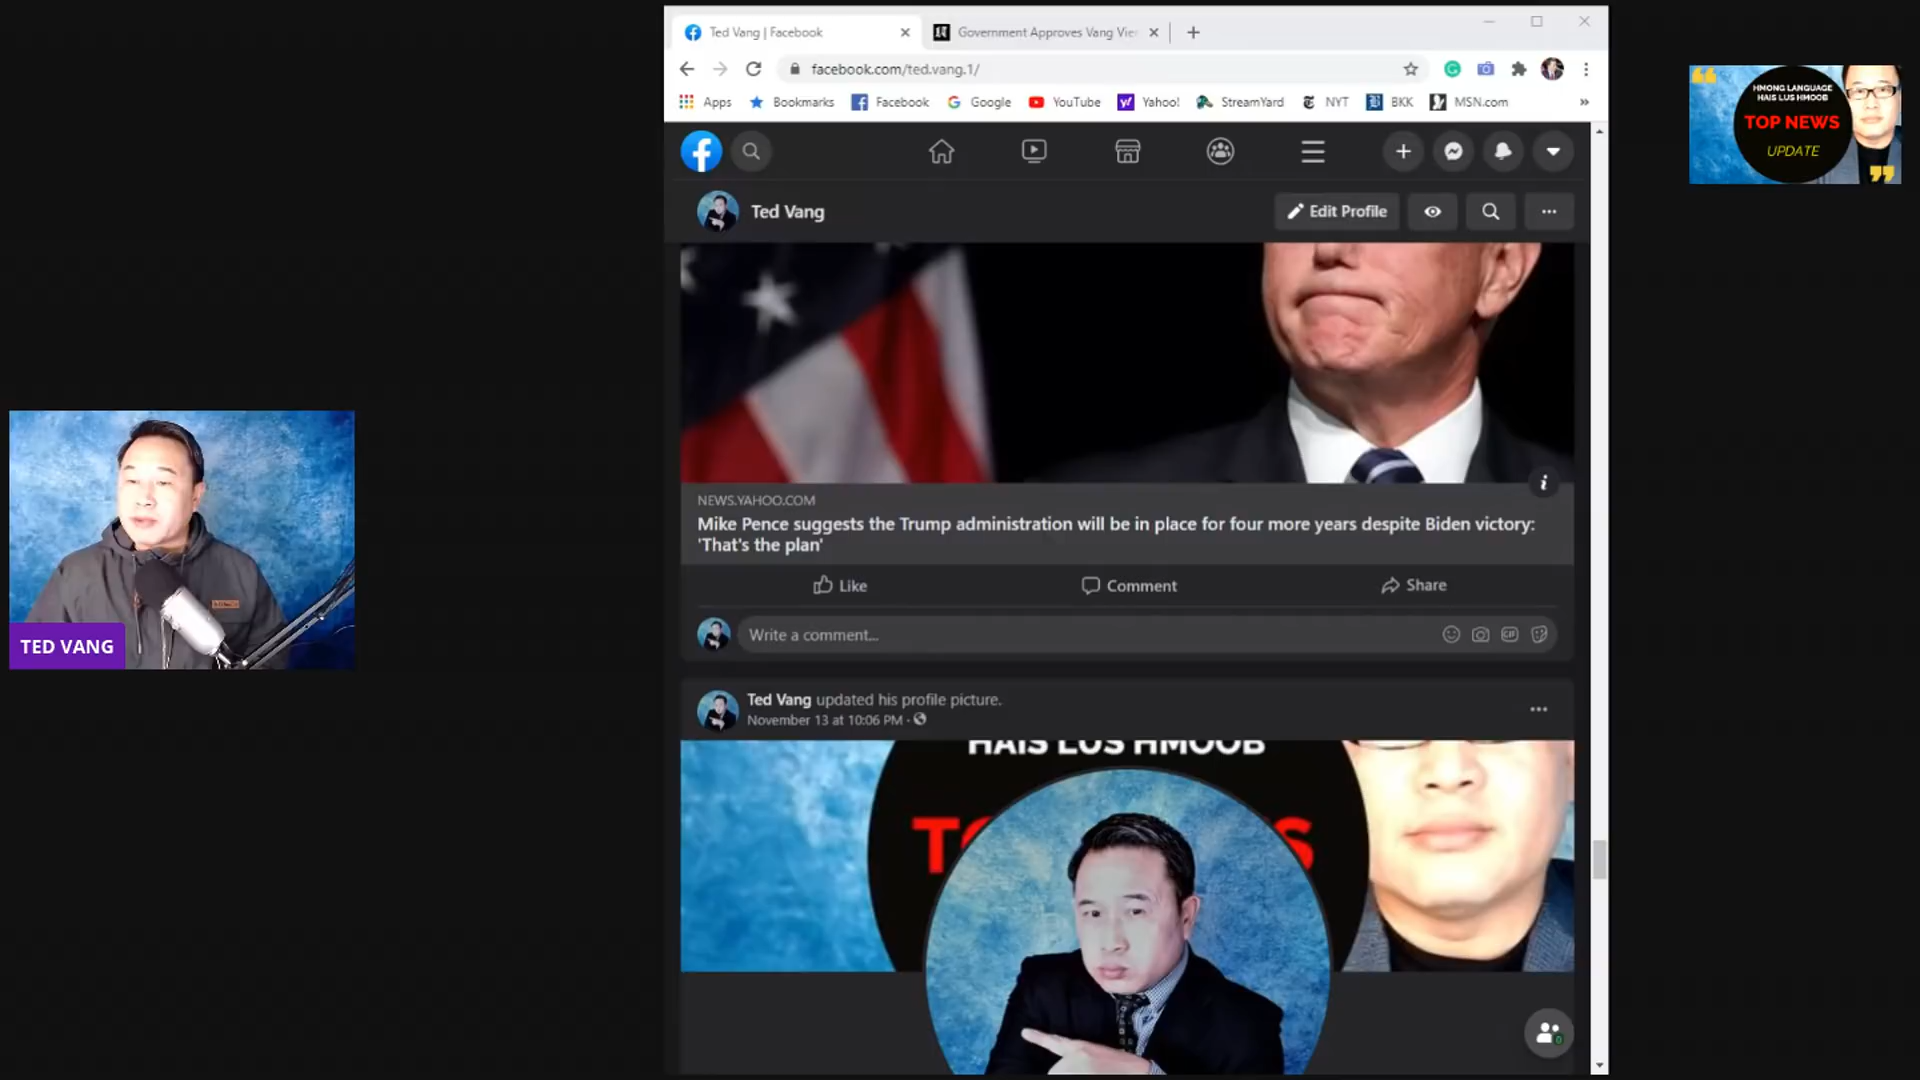 Ted Vang | Facebook
Government Approves Vang Vie
facebook.com/ted.vang.1/
Apps
Bookmarks
Facebook
Google
YouTube
Yahoo!
StreamYard
NYT
BKK
MSN.com
HMONG LANGUAGE
HAIS LUS HMOOB
TOP NEWS
UPDATE
Ted Vang
Edit Profile
NEWS.YAHOO.COM
Mike Pence suggests the Trump administration will be in place for four more years despite Biden victory:
'That's the plan'
Like
Comment
Share
Write a comment...
GIF
TED VANG
Ted Vang updated his profile picture.
November 13 at 10:06 PM ·
HAIS LUS HMOOB
0